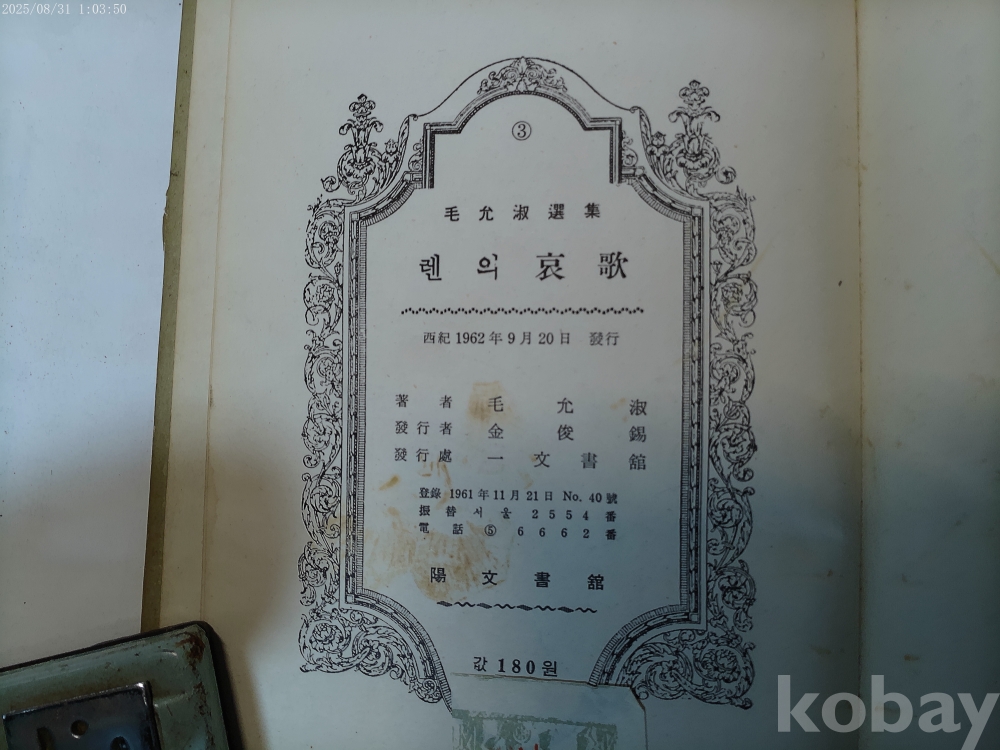 2025/08/31 1:03:50
③
毛允淑選集
렌의 哀歌
西紀 1962年 9月 20日 發行
著者 毛允淑
發行者 金俊錫
發行處 一文書舘
登錄 1961年 11月 21日 No. 40號
振替 서울 2554番
電話 ⑤ 6662番
陽文書舘
값 180원
kobay